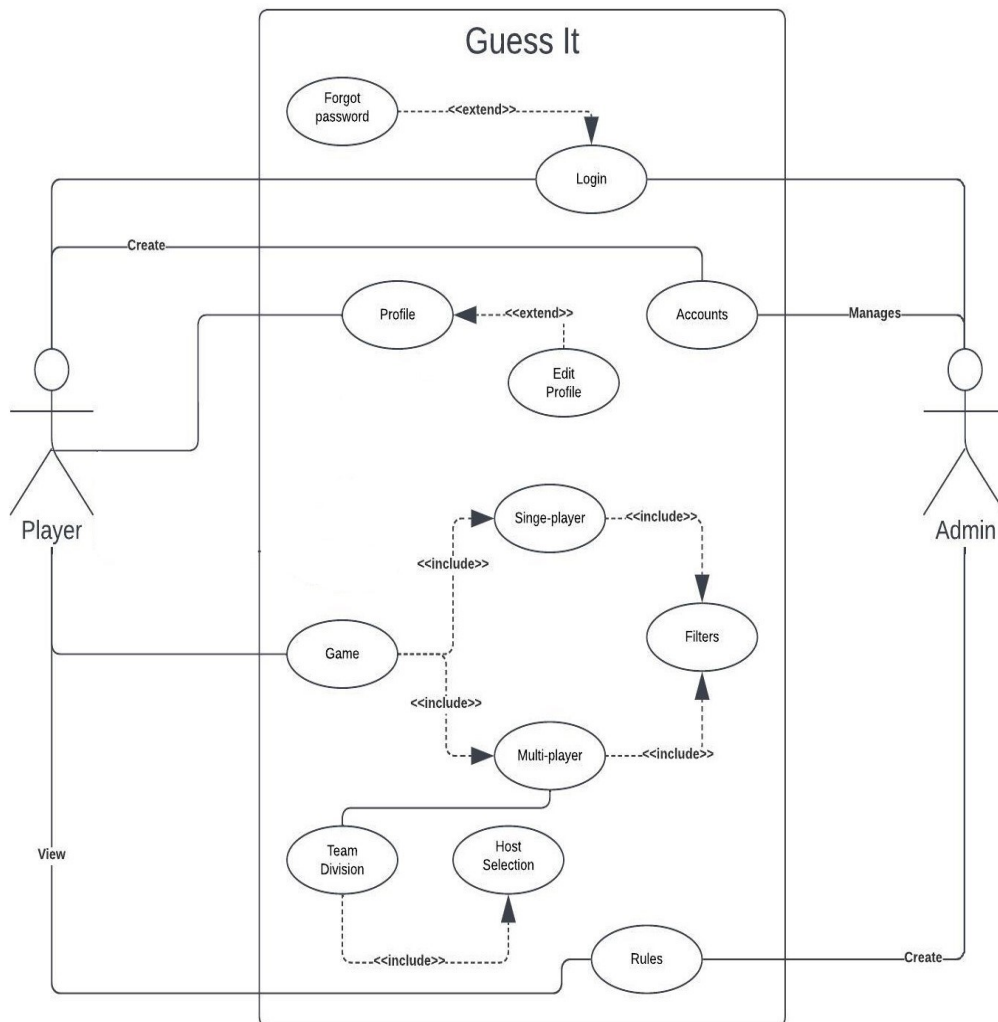 Guess It
Forgot
password
<<extend>>
Login
Create
Profile
<<extend>>
Accounts
Manages
Edit
Profile
Player
Admin
Singe-player
<<include>>
<<include>>
Game
Filters
<<include>>
Multi-player
<<include>>
View
Team
Division
Host
Selection
<<include>>
Rules
Create